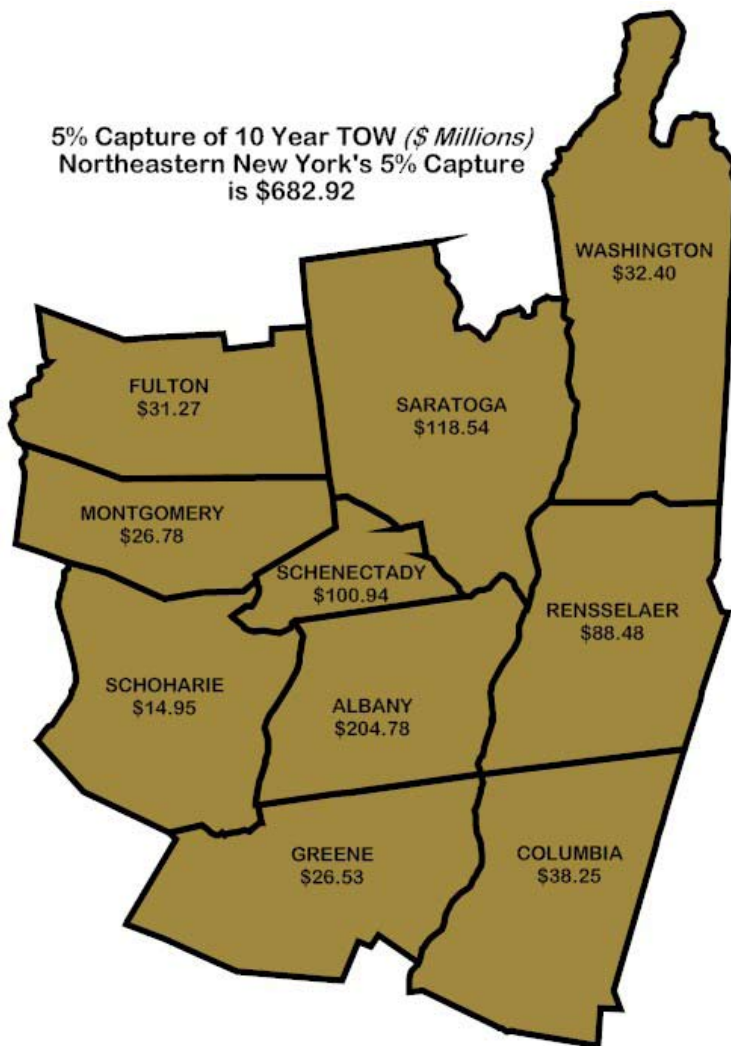 5% Capture of 10 Year TOW ($ Millions)
Northeastern New York's 5% Capture
is $682.92
WASHINGTON
$32.40
FULTON
$31.27
SARATOGA
$118.54
MONTGOMERY
$26.78
SCHENECTADY
$100.94
RENSSELAER
$88.48
SCHOHARIE
$14.95
ALBANY
$204.78
GREENE
$26.53
COLUMBIA
$38.25